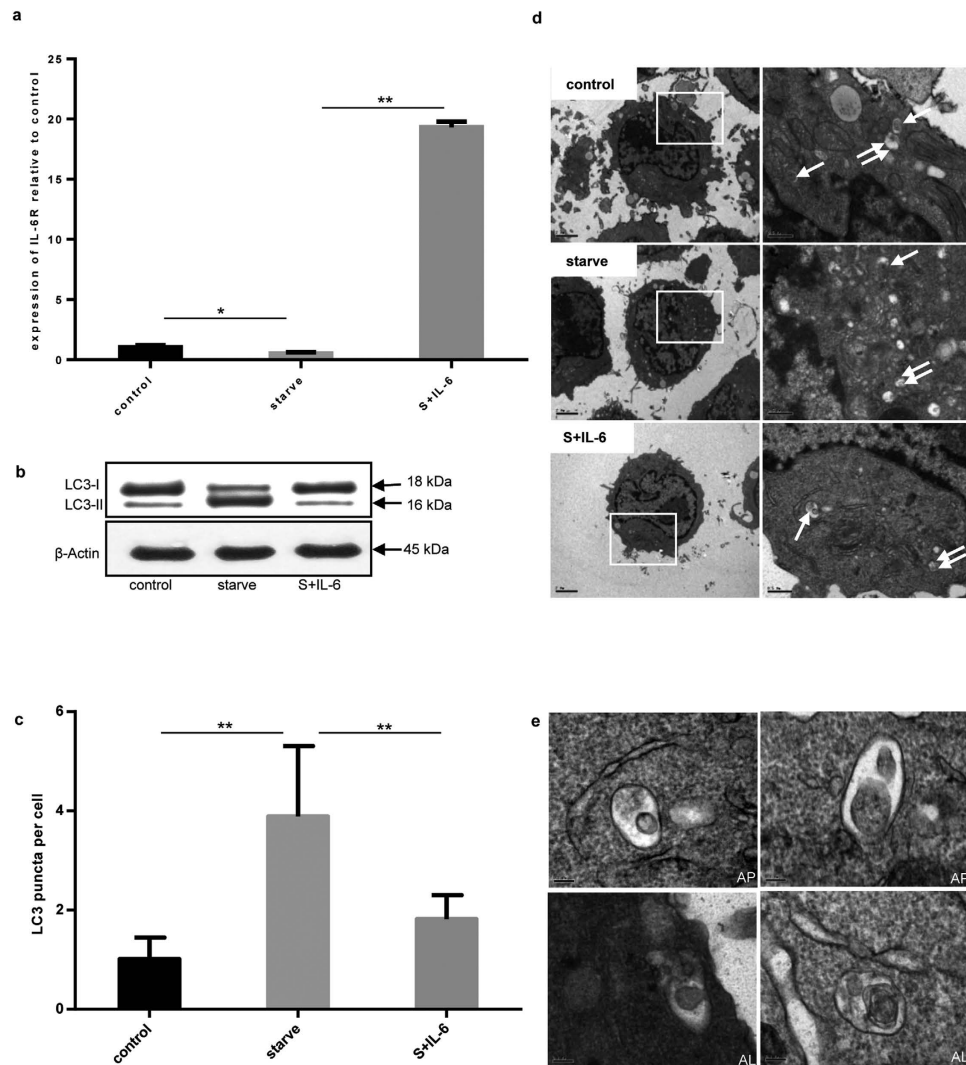 a
expression of IL-6R relative to control
25
20
15
10
5
0
**
*
control
starve
S+IL-6
b
LC3-I
LC3-II
β-Actin
18 kDa
16 kDa
45 kDa
control
starve
S+IL-6
c
LC3 puncta per cell
6
4
2
0
**
**
control
starve
S+IL-6
d
control
starve
S+IL-6
e
AP
AP
AL
AL